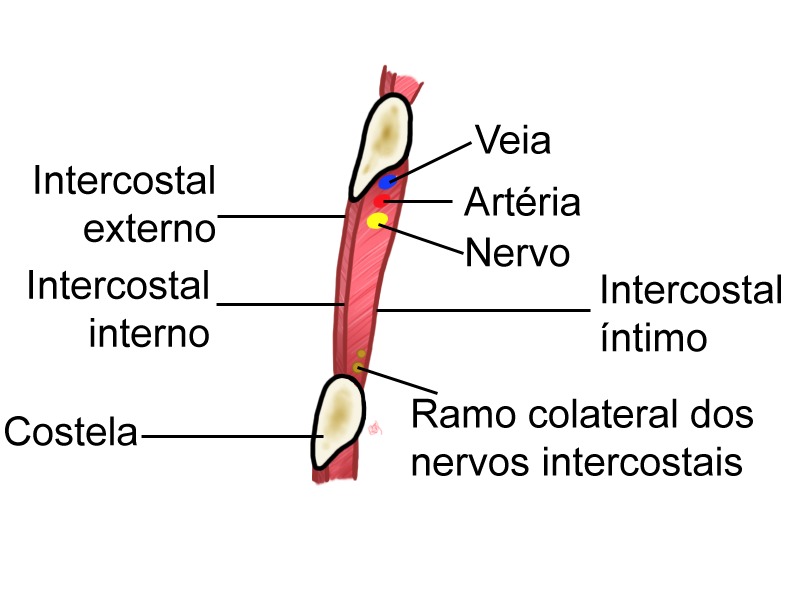 Veia
Intercostal
externo
Artéria
Nervo
Intercostal
interno
Intercostal
íntimo
Costela
Ramo colateral dos
nervos intercostais